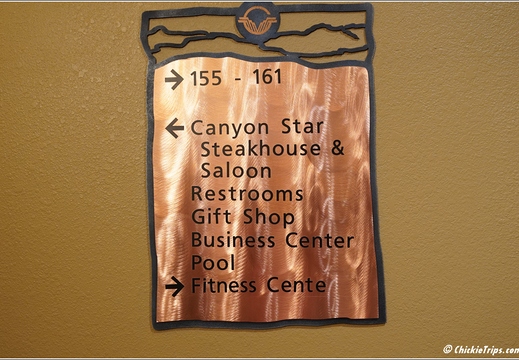 → 155 - 161
← Canyon Star
Steakhouse &
Saloon
Restrooms
Gift Shop
Business Center
Pool
→ Fitness Cente
© ChickieTrips.com